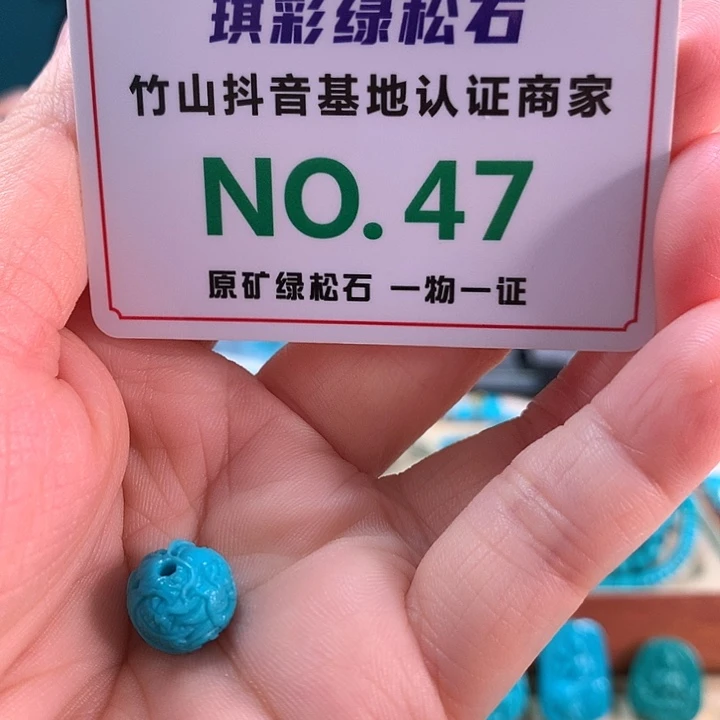 琪彩绿松石
竹山抖音基地认证商家
NO.47
原矿绿松石 一物一证